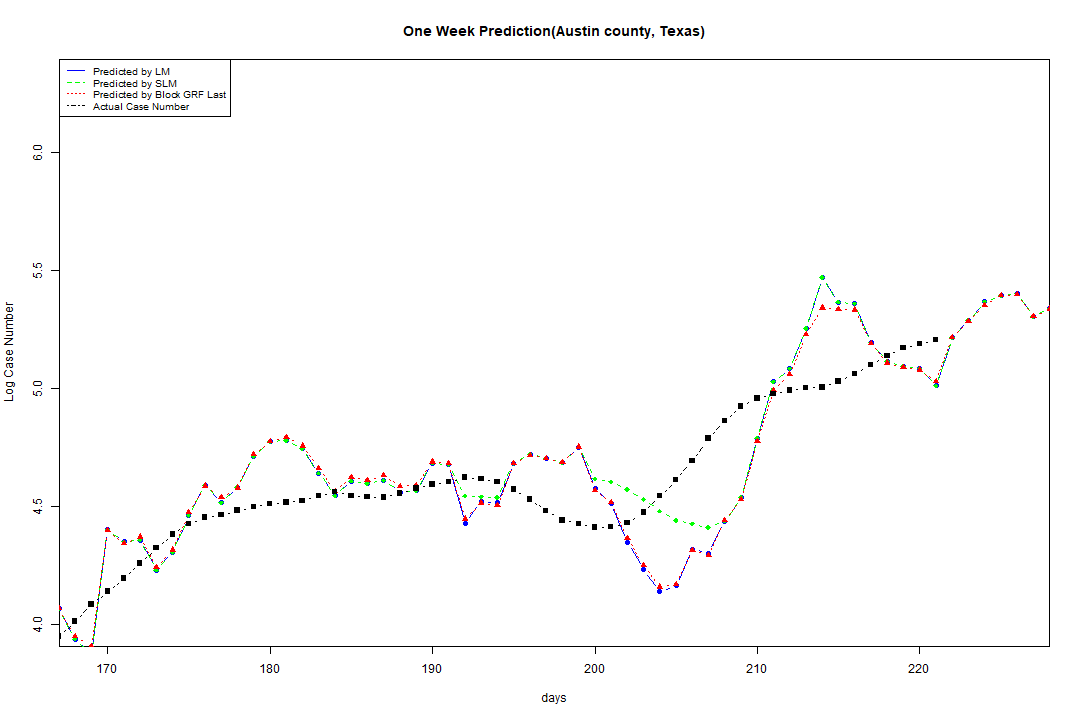 One Week Prediction(Austin county, Texas)
Predicted by LM
Predicted by SLM
Predicted by Block GRF Last
Actual Case Number
6.0
5.5
5.0
4.5
4.0
Log Case Number
170 180 190 200 210 220
days